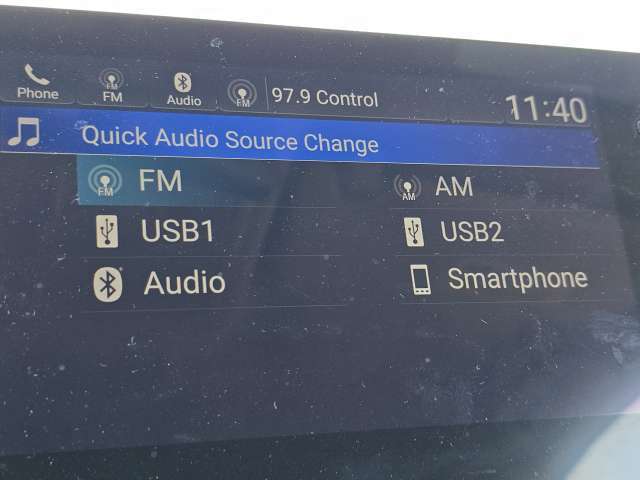 Phone FM FM Audio FM 97.9 Control 11:40
Quick Audio Source Change
FM FM AM AM
USB1 USB2
Audio Smartphone